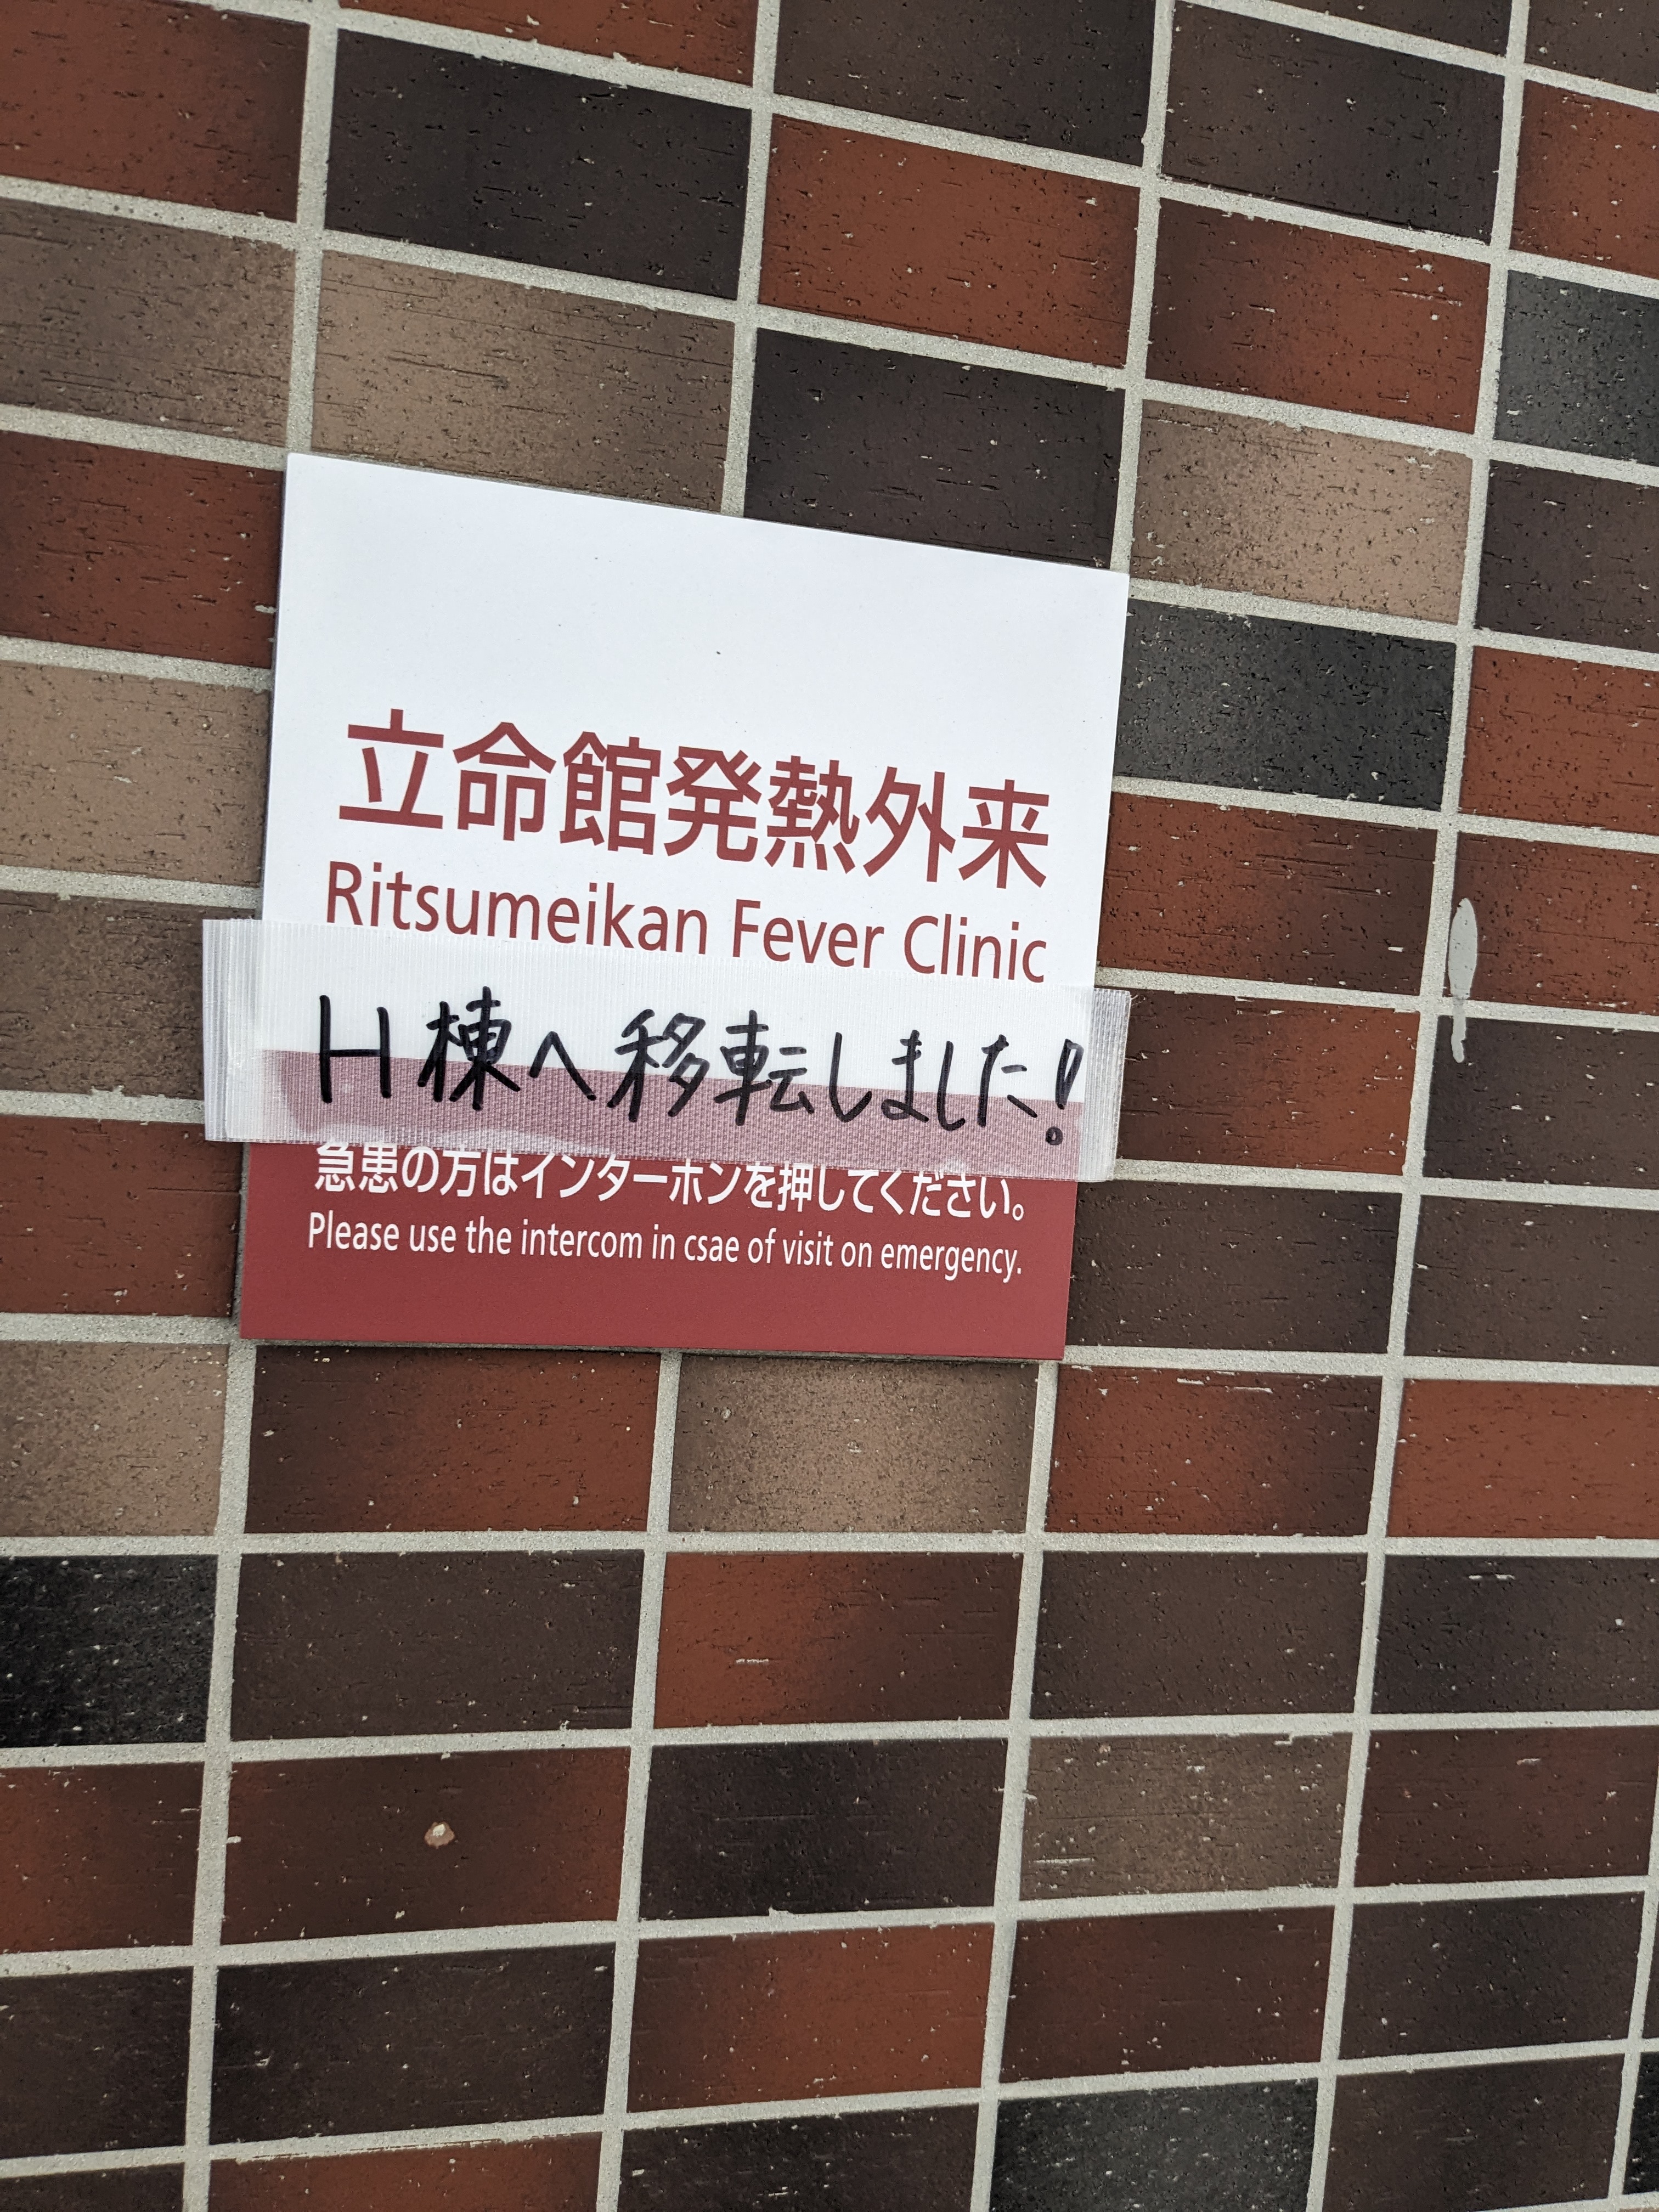 立命館発熱外来
Ritsumeikan Fever Clinic
H棟へ移転しました!
急患の方はインターホンを押してください。
Please use the intercom in csae of visit on emergency.